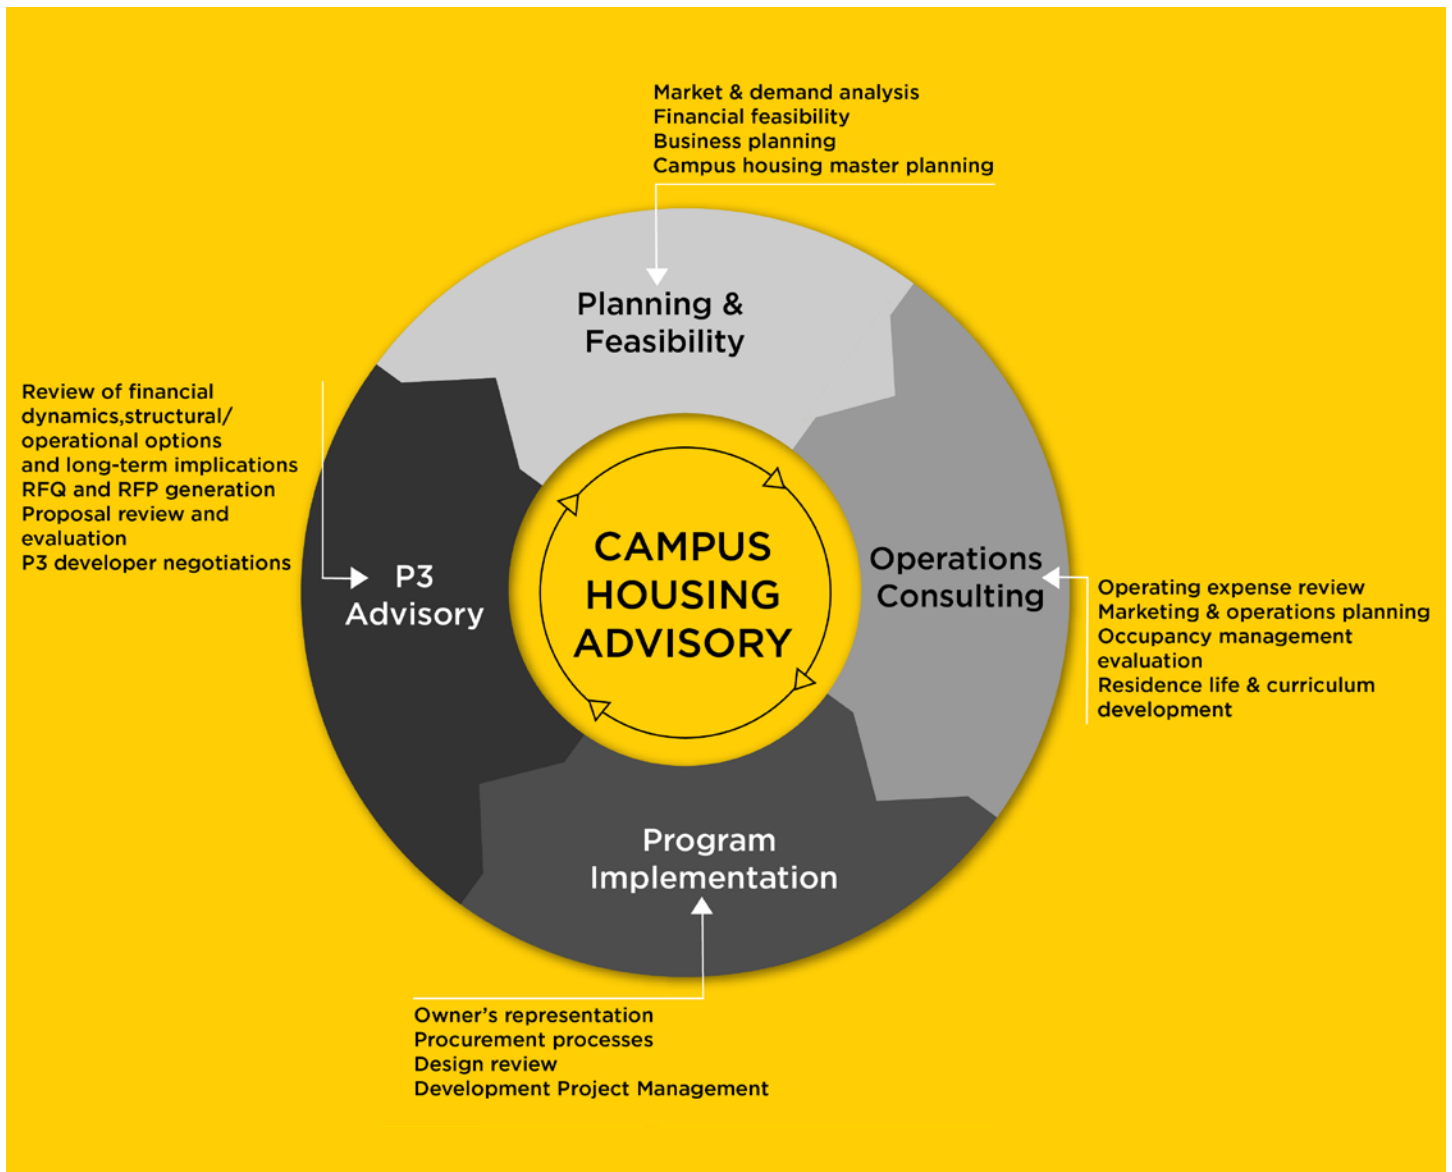 Market & demand analysis
Financial feasibility
Business planning
Campus housing master planning
Planning &
Feasibility
Review of financial
dynamics,structural/
operational options
and long-term implications
RFQ and RFP generation
Proposal review and
evaluation
P3 developer negotiations
P3
Advisory
CAMPUS
HOUSING
ADVISORY
Operations
Consulting
Operating expense review
Marketing & operations planning
Occupancy management
evaluation
Residence life & curriculum
development
Program
Implementation
Owner’s representation
Procurement processes
Design review
Development Project Management